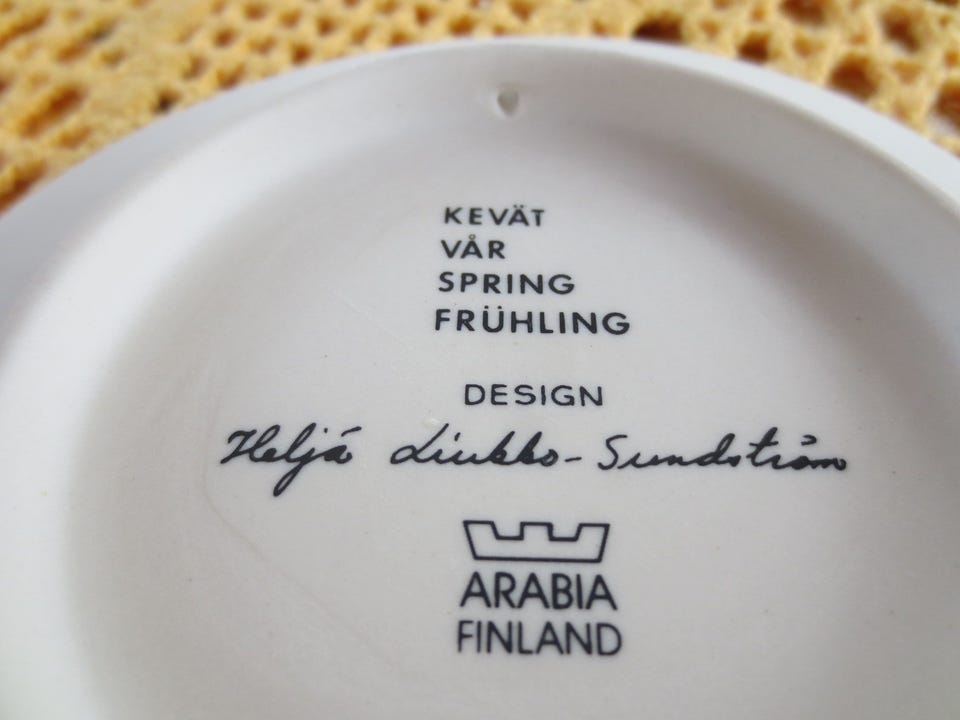 KEVÄT
VÅR
SPRING
FRÜHLING
DESIGN
Heljä Liukko-Sundström
ARABIA
FINLAND